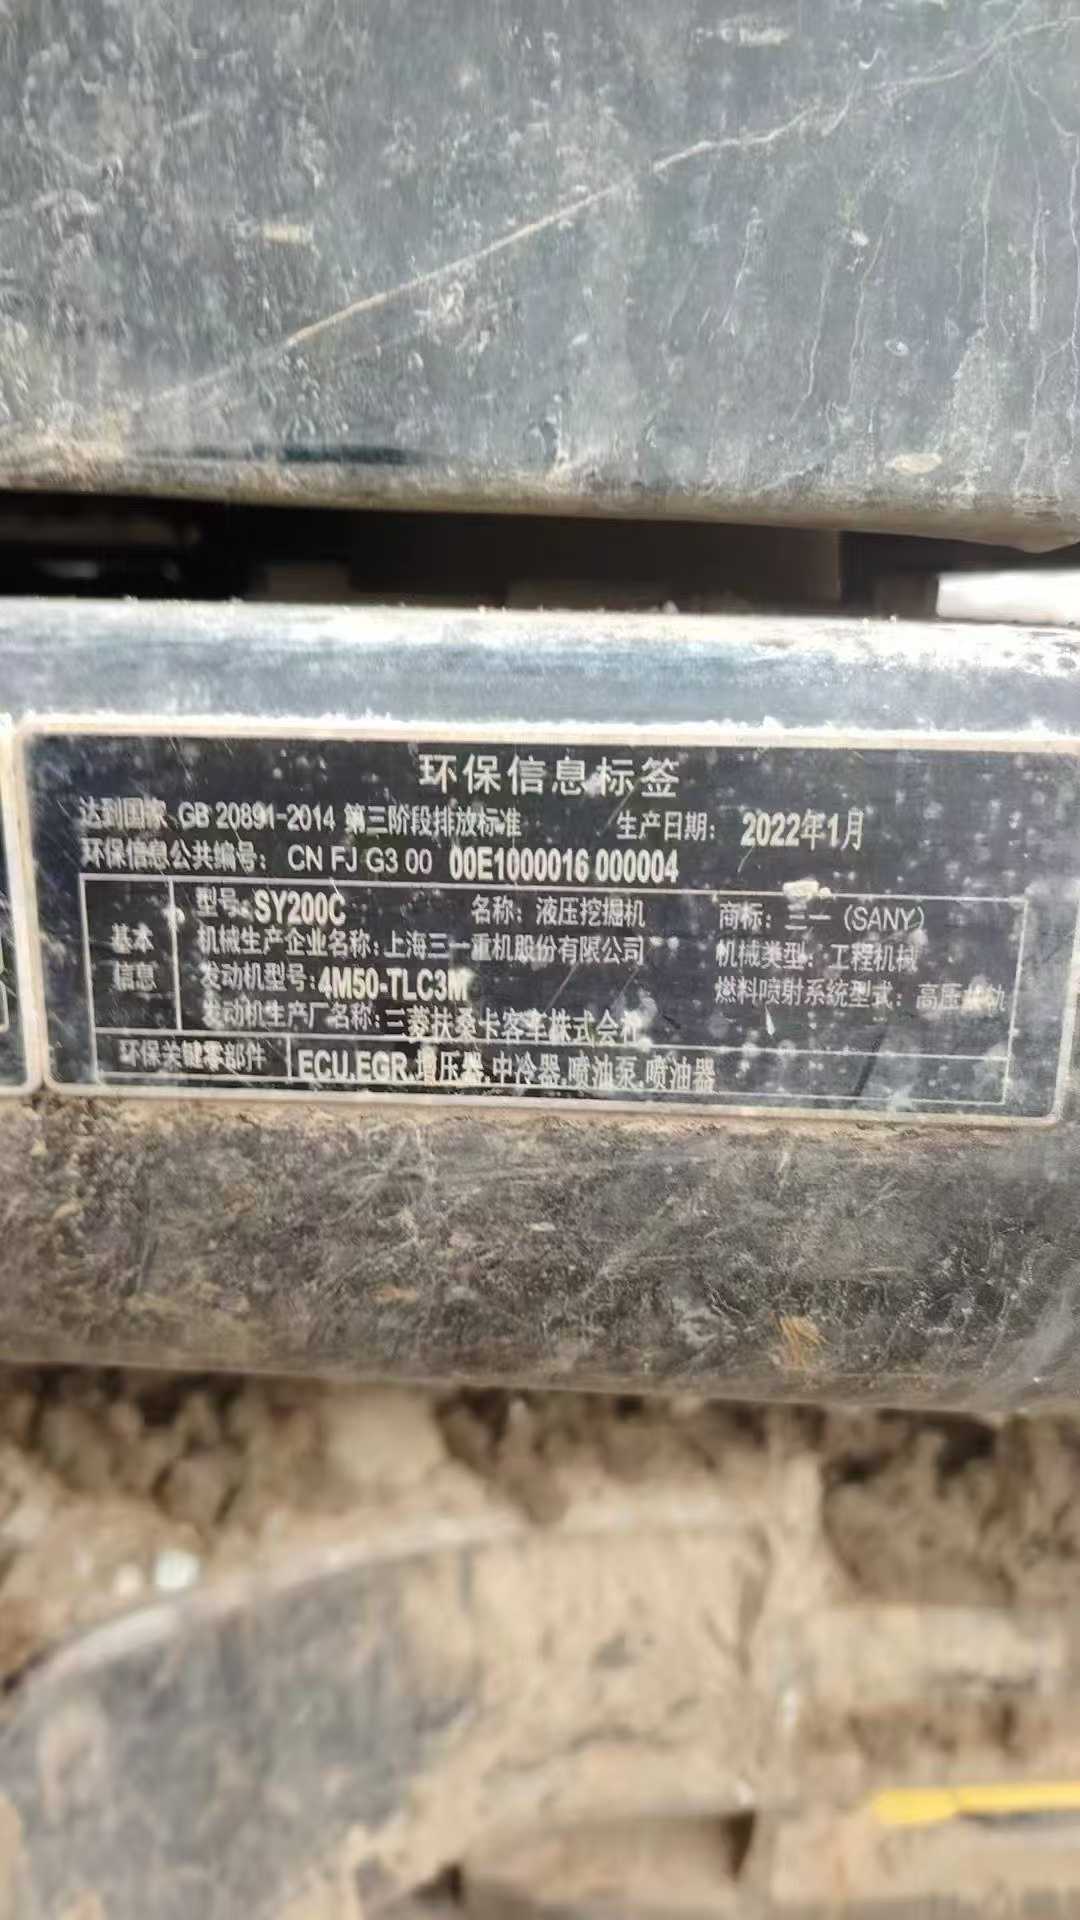 环保信息标签
达到国家 GB 20891-2014 第三阶段排放标准 生产日期: 2022年1月
环保信息公共编号: CN FJ G3 00 00E1000016 000004
基本信息
型号: SY200C 名称: 液压挖掘机 商标: 三一 (SANY)
机械生产企业名称: 上海三一重机股份有限公司 机械类型: 工程机械
发动机型号: 4M50-TLC3M 燃料喷射系统型式: 高压共轨
发动机生产厂名称: 三菱扶桑卡客车株式会社
环保关键零部件 ECU.EGR.增压器.中冷器.喷油泵.喷油器